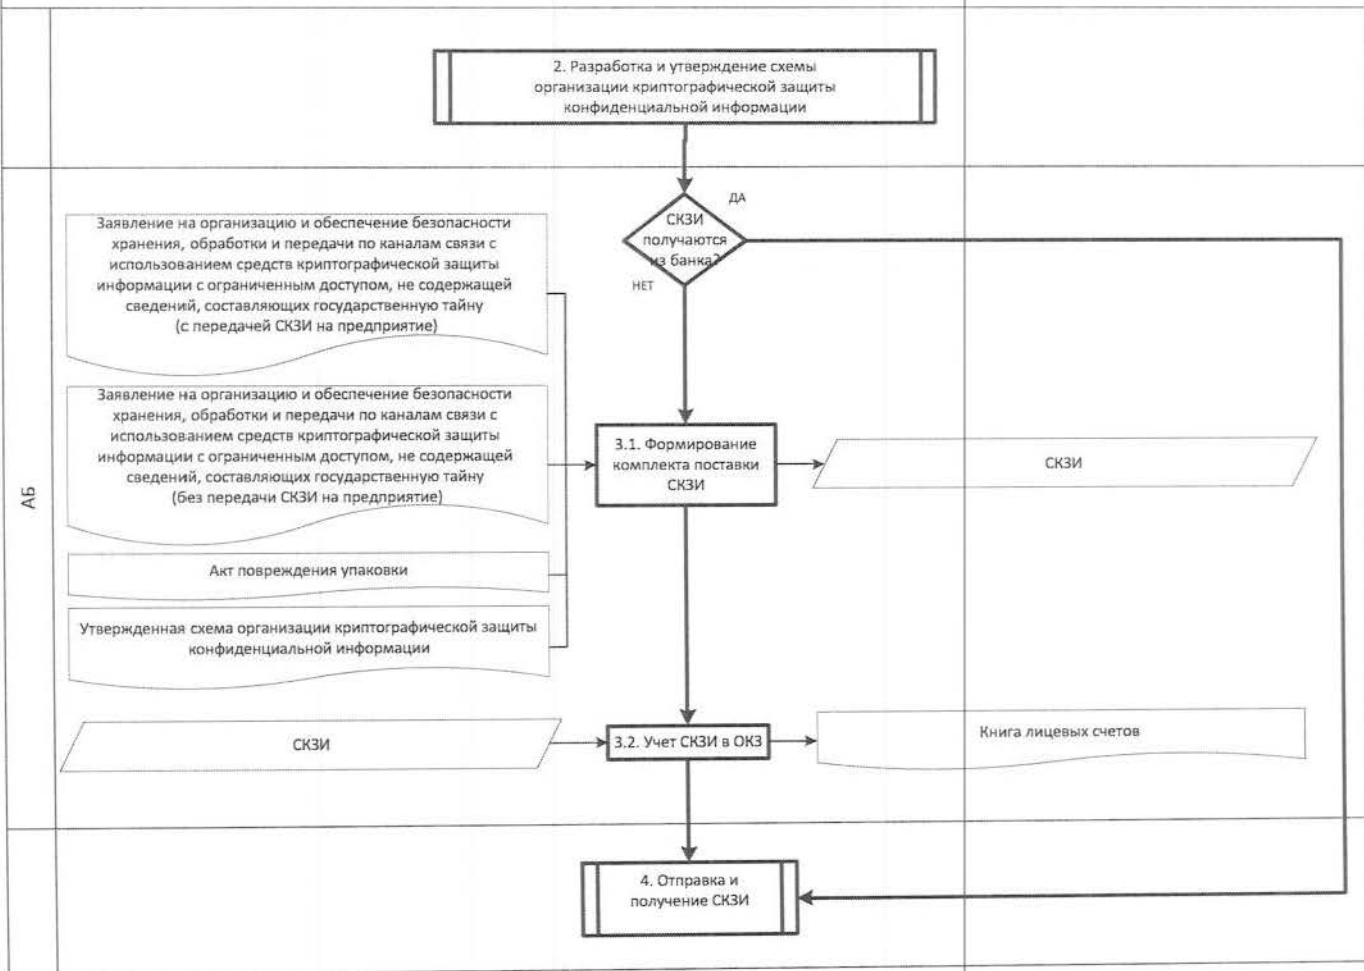 2. Разработка и утверждение схемы
организации криптографической защиты
конфиденциальной информации
ДА
СКЗИ
получаются
из банка?
НЕТ
Заявление на организацию и обеспечение безопасности
хранения, обработки и передачи по каналам связи с
использованием средств криптографической защиты
информации с ограниченным доступом, не содержащей
сведений, составляющих государственную тайну
(с передачей СКЗИ на предприятие)
Заявление на организацию и обеспечение безопасности
хранения, обработки и передачи по каналам связи с
использованием средств криптографической защиты
информации с ограниченным доступом, не содержащей
сведений, составляющих государственную тайну
(без передачи СКЗИ на предприятие)
3.1. Формирование
комплекта поставки
СКЗИ
СКЗИ
АБ
Акт повреждения упаковки
Утвержденная схема организации криптографической защиты
конфиденциальной информации
СКЗИ
3.2. Учет СКЗИ в ОКЗ
Книга лицевых счетов
4. Отправка и
получение СКЗИ